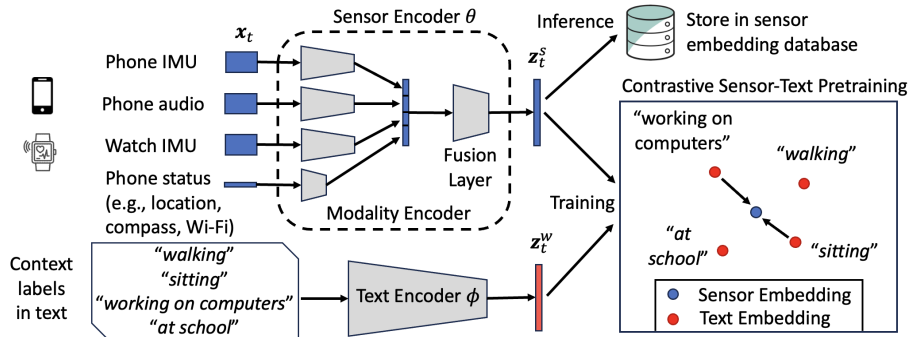 Sensor Encoder θ
x_t
Phone IMU
Phone audio
Watch IMU
Phone status
(e.g., location,
compass, Wi-Fi)
Fusion
Layer
Modality Encoder
z_t^s
Inference
Store in sensor
embedding database
Training
Context
labels
in text
“walking”
“sitting”
“working on computers”
“at school”
Text Encoder ϕ
z_t^w
Contrastive Sensor-Text Pretraining
“working on
computers”
“walking”
“at
school”
“sitting”
Sensor Embedding
Text Embedding